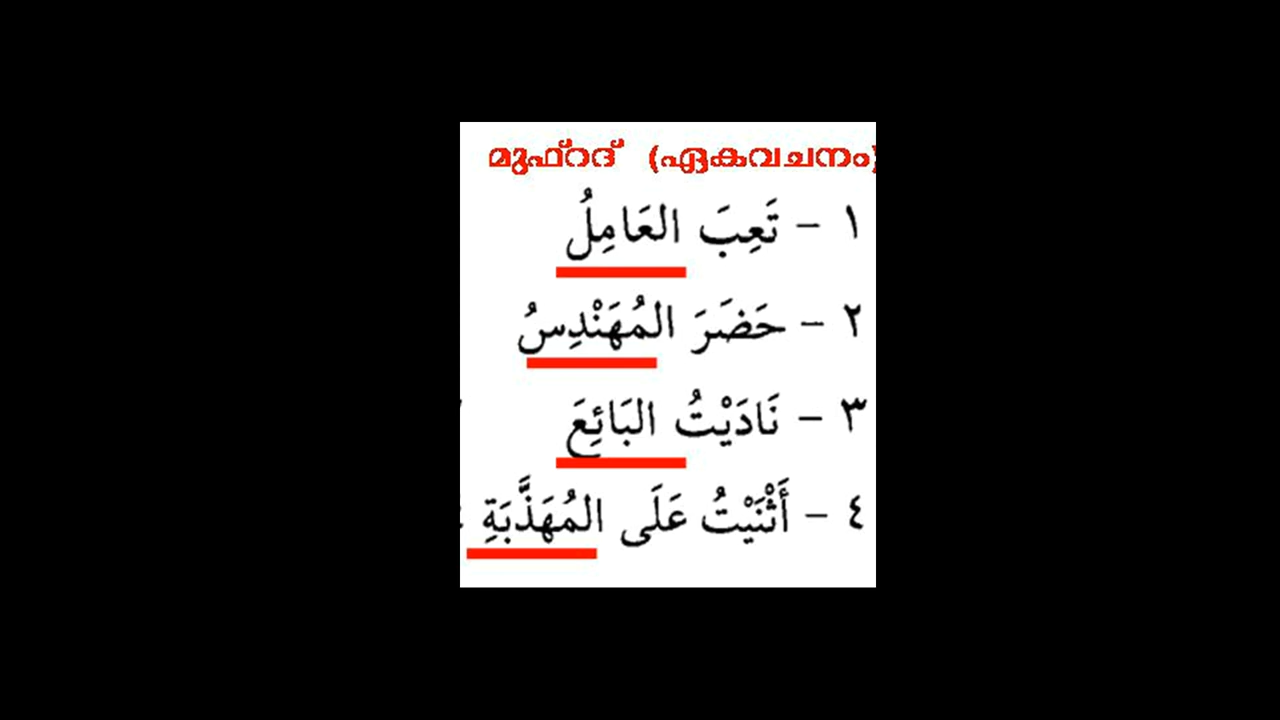 മുഫ്റദ് (ഏകവചനം)
١ - تَعِبَ العَامِلُ
٢ - حَضَرَ المُهَنْدِسُ
٣ - نَادَيْتُ البَائِعَ
٤ - أَثْنَيْتُ عَلَى المُهَذَّبَةِ